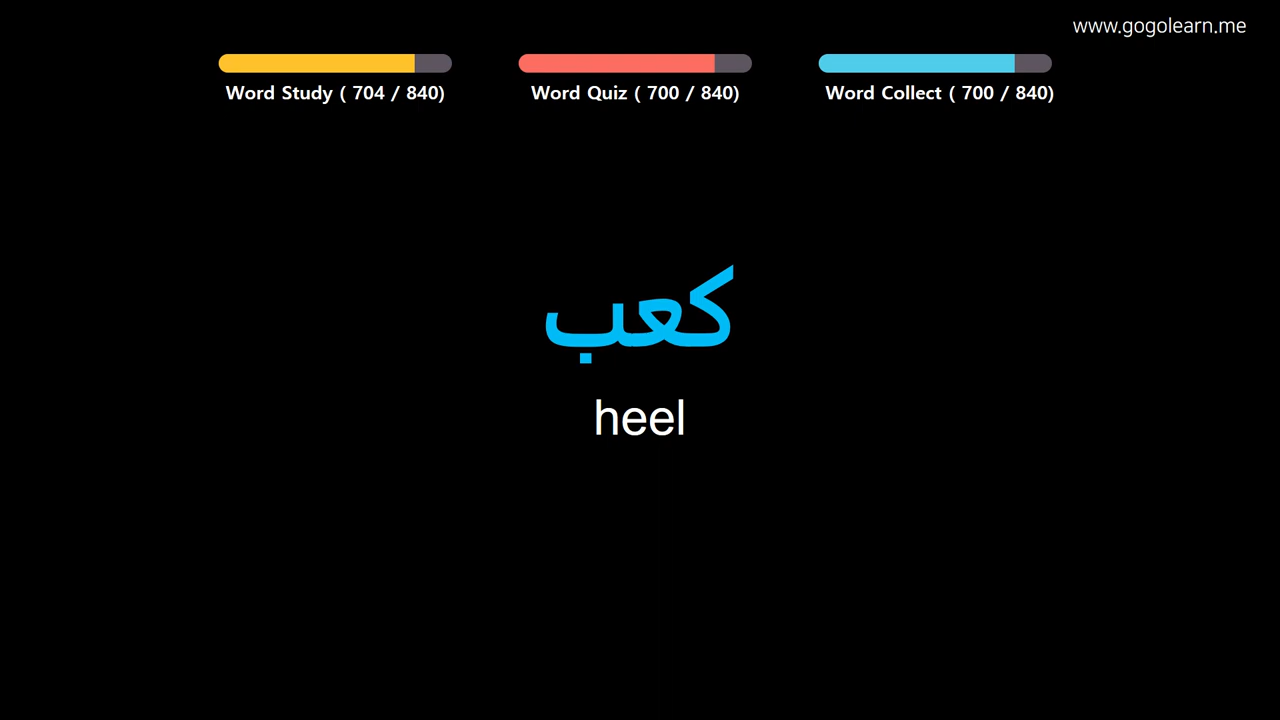 www.gogolearn.me
Word Study ( 704 / 840)
Word Quiz ( 700 / 840)
Word Collect ( 700 / 840)
كعب
heel